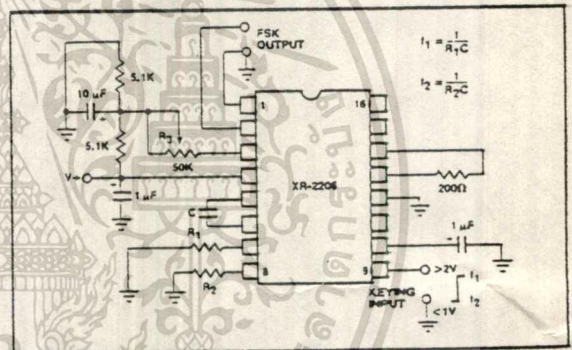 FSK
OUTPUT
f₁ = 1/R₁C
f₂ = 1/R₂C
5.1K
10 μF
+
5.1K
R₃
50K
V+
1 μF
C
R₁
R₂
1
16
XR-2206
8
9
200Ω
1 μF
>2V
f₁
KEYING
INPUT
f₂
<1V